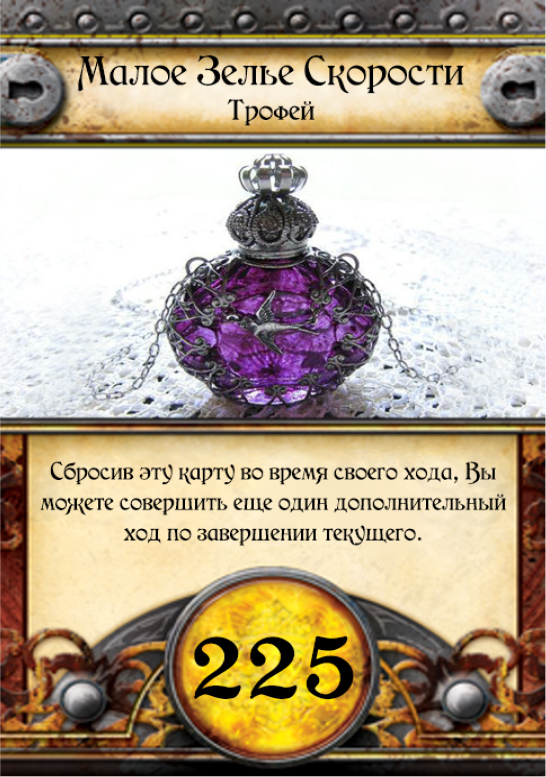 Малое Зелье Скорости
Трофей
Сбросив эту карту во время своего хода, Вы
можете совершить еще один дополнительный
ход по завершении текущего.
225